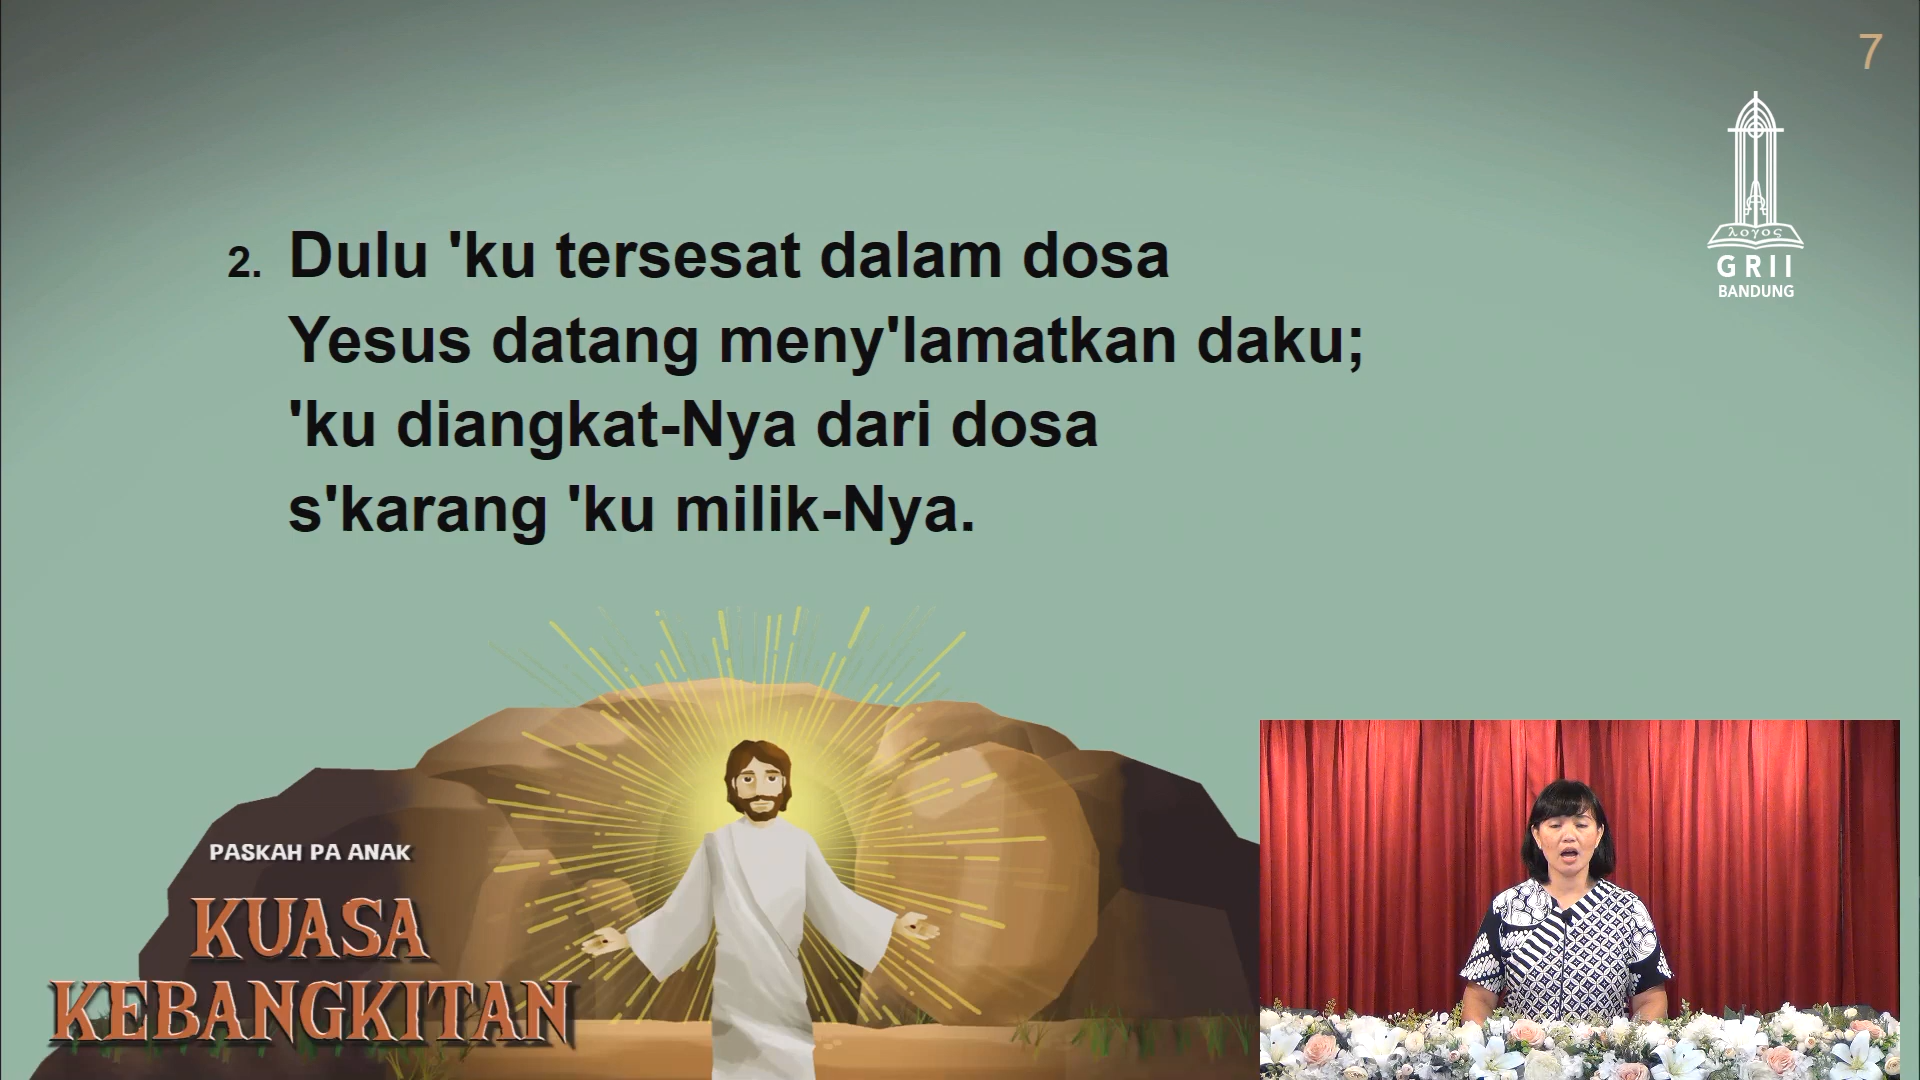 7
λογος
GRII
BANDUNG
2. Dulu 'ku tersesat dalam dosa
Yesus datang meny'lamatkan daku;
'ku diangkat-Nya dari dosa
s'karang 'ku milik-Nya.
PASKAH PA ANAK
KUASA
KEBANGKITAN